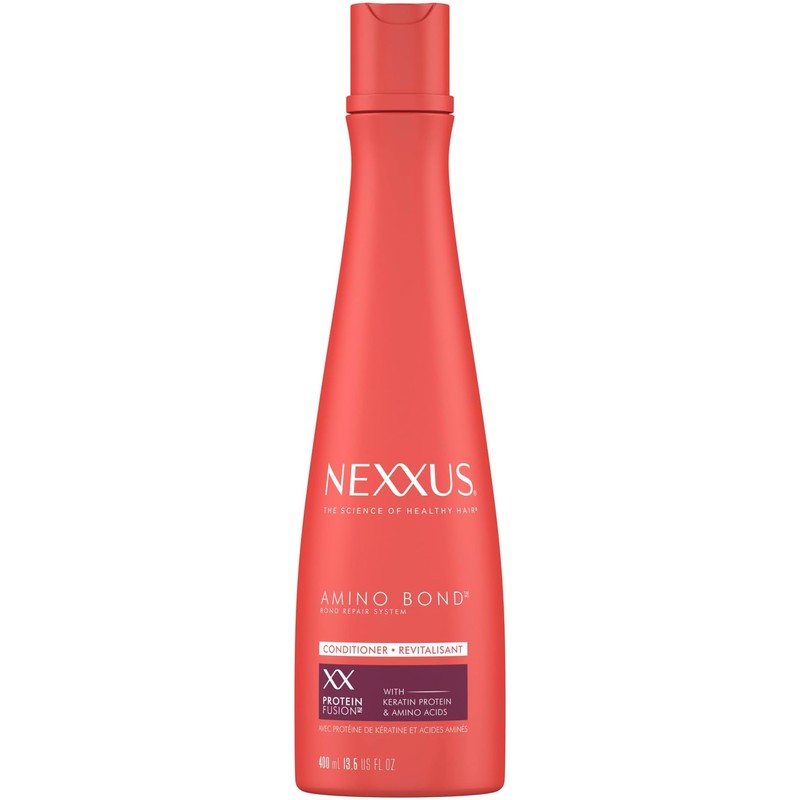 NEXXUS®
THE SCIENCE OF HEALTHY HAIR®
AMINO BOND
BOND REPAIR SYSTEM
CONDITIONER • REVITALISANT
XX
PROTEIN
FUSION
WITH
KERATIN PROTEIN
& AMINO ACIDS
AVEC PROTÉINE DE KÉRATINE ET ACIDES AMINÉS
400 ml 13.5 US FL OZ